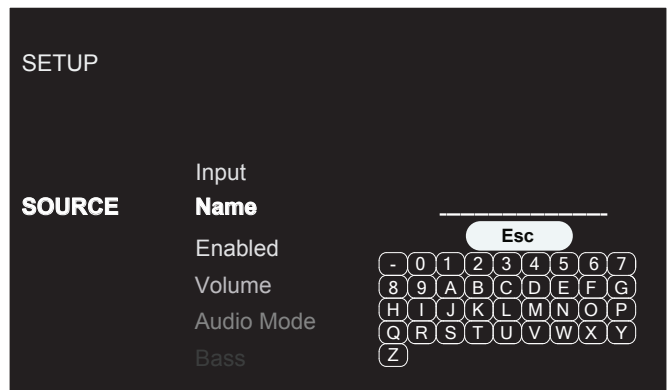 SETUP
Input
SOURCE Name ____________
Esc
Enabled
- 0 1 2 3 4 5 6 7
Volume
8 9 A B C D E F G
H I J K L M N O P
Audio Mode
Q R S T U V W X Y
Bass
Z